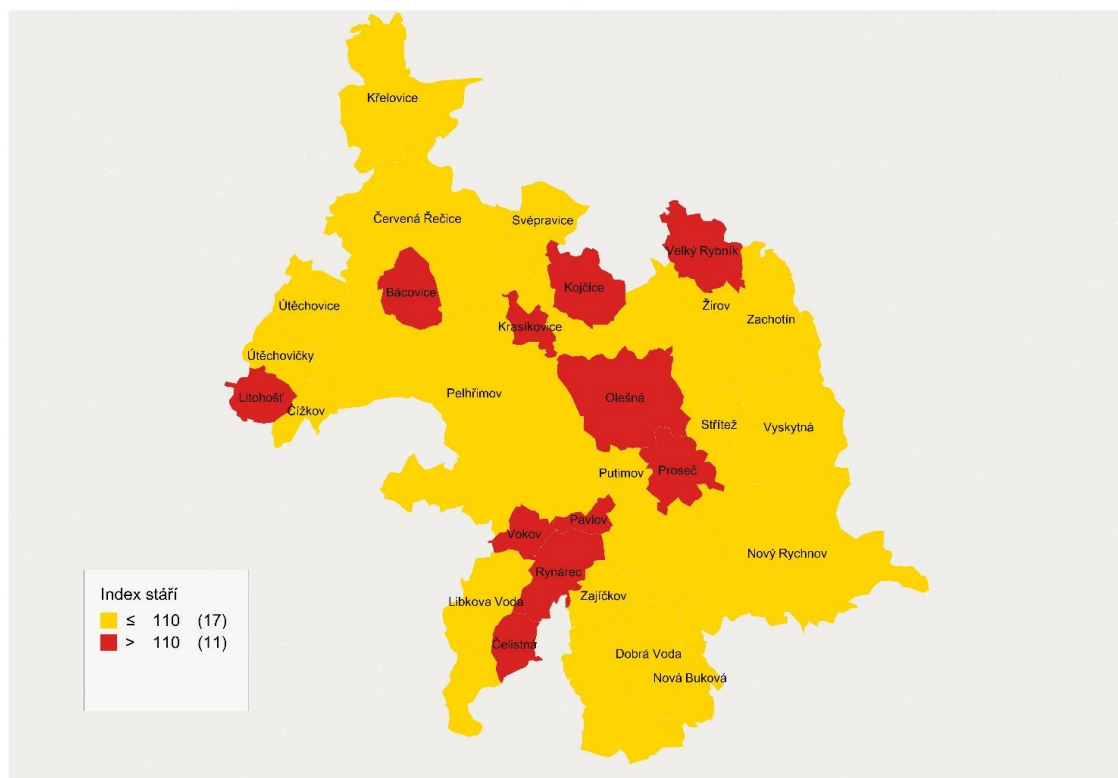 Křelovice
Červená Řečice
Svépravice
Velký Rybník
Bácovice
Kojčice
Útěchovice
Žirov
Zachotín
Krasíkovice
Útěchovičky
Litohošť
Čížkov
Pelhřimov
Olešná
Střítež
Vyskytná
Putimov
Proseč
Pavlov
Vokov
Nový Rychnov
Rynárec
Libkova Voda
Zajíčkov
Čelistná
Dobrá Voda
Nová Buková
Index stáří
≤ 110 (17)
> 110 (11)